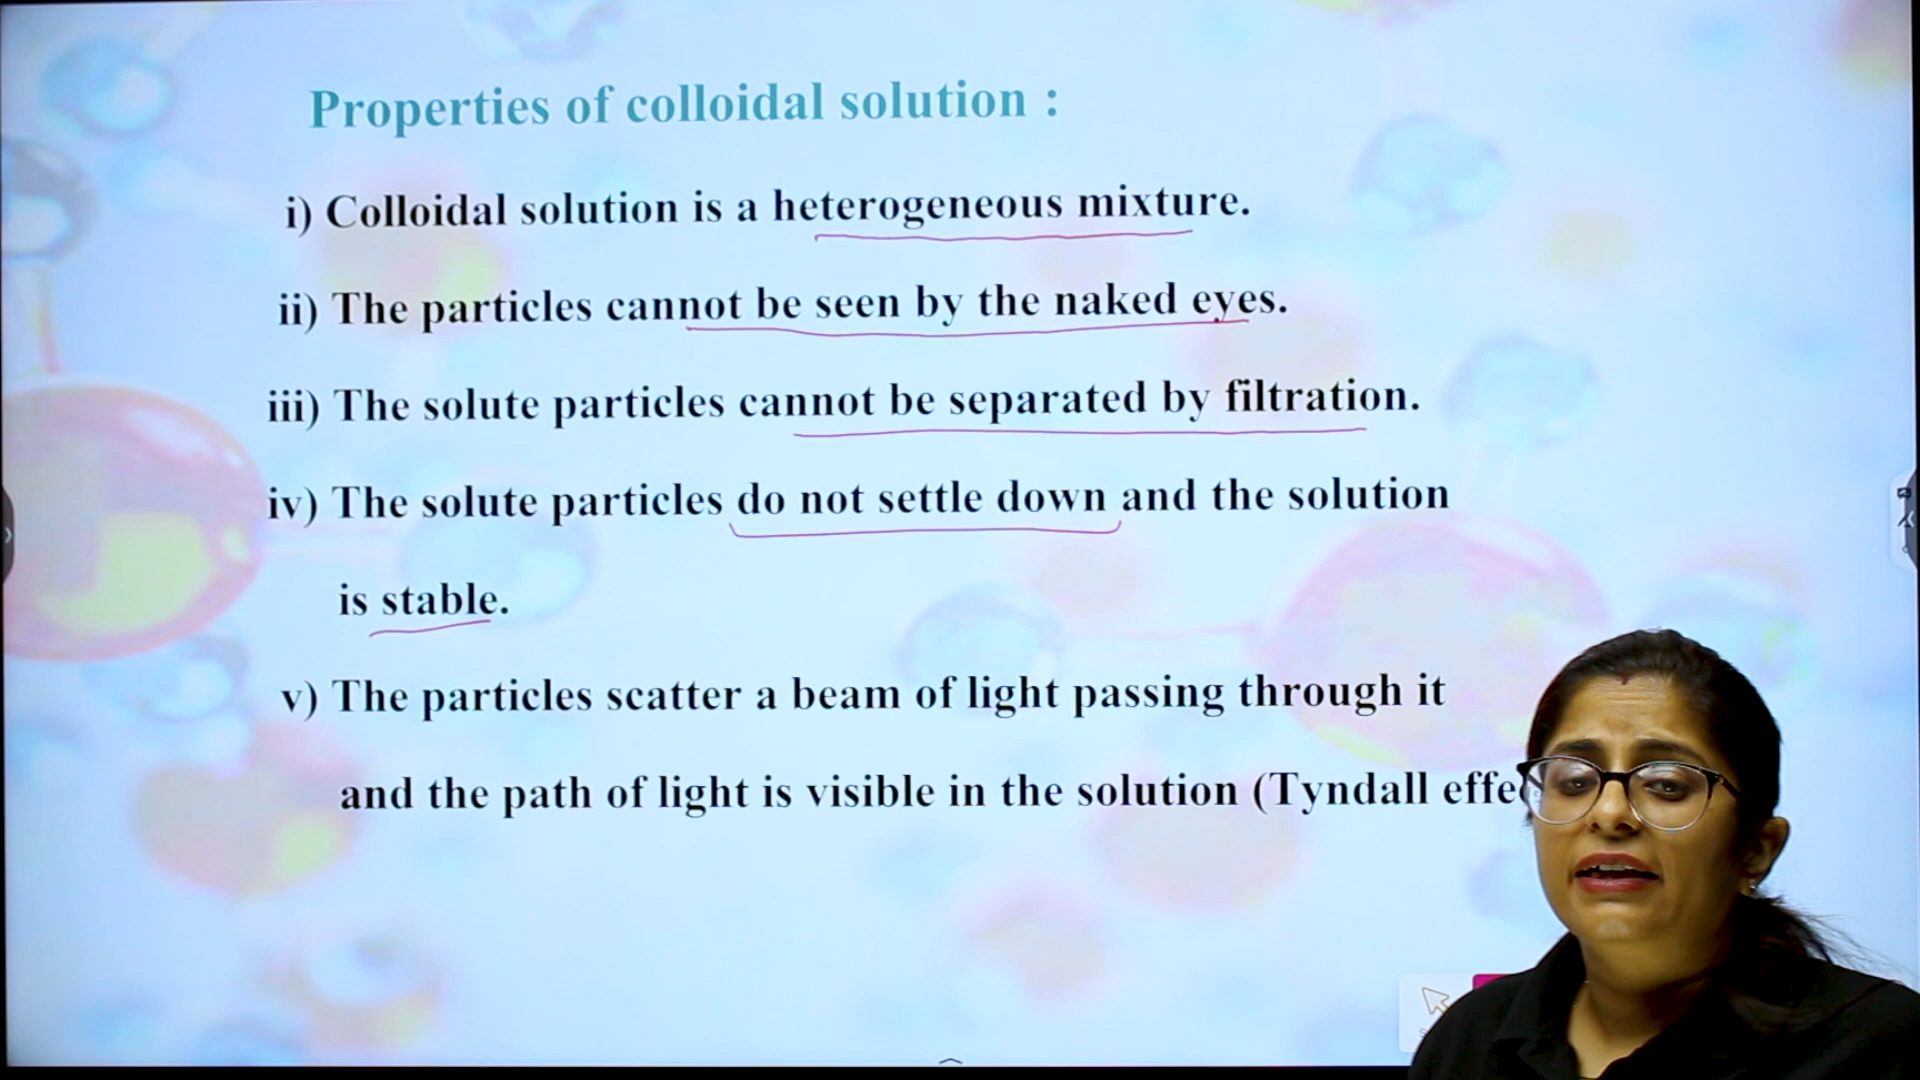 Properties of colloidal solution :
i) Colloidal solution is a heterogeneous mixture.
ii) The particles cannot be seen by the naked eyes.
iii) The solute particles cannot be separated by filtration.
iv) The solute particles do not settle down and the solution
is stable.
v) The particles scatter a beam of light passing through it
and the path of light is visible in the solution (Tyndall